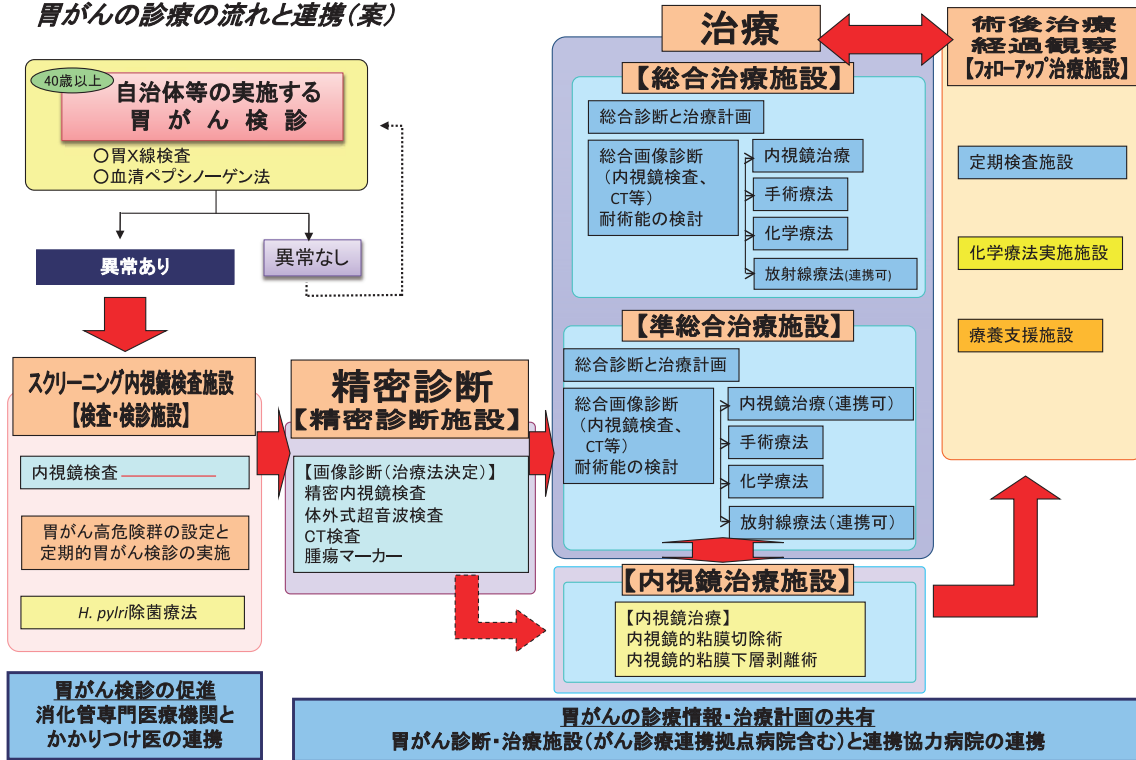 胃がんの診療の流れと連携(案)
40歳以上
自治体等の実施する
胃がん検診
○胃X線検査
○血清ペプシノーゲン法
異常あり
異常なし
スクリーニング内視鏡検査施設
【検査・検診施設】
内視鏡検査
胃がん高危険群の設定と
定期的胃がん検診の実施
H. pylri除菌療法
胃がん検診の促進
消化管専門医療機関と
かかりつけ医の連携
精密診断
【精密診断施設】
【画像診断(治療法決定)】
精密内視鏡検査
体外式超音波検査
CT検査
腫瘍マーカー
治療
【総合治療施設】
総合診断と治療計画
総合画像診断
(内視鏡検査、
CT等)
耐術能の検討
内視鏡治療
手術療法
化学療法
放射線療法(連携可)
【準総合治療施設】
総合診断と治療計画
総合画像診断
(内視鏡検査、
CT等)
耐術能の検討
内視鏡治療(連携可)
手術療法
化学療法
放射線療法(連携可)
【内視鏡治療施設】
【内視鏡治療】
内視鏡的粘膜切除術
内視鏡的粘膜下層剥離術
術後治療
経過観察
【フォローアップ治療施設】
定期検査施設
化学療法実施施設
療養支援施設
胃がんの診療情報・治療計画の共有
胃がん診断・治療施設(がん診療連携拠点病院含む)と連携協力病院の連携